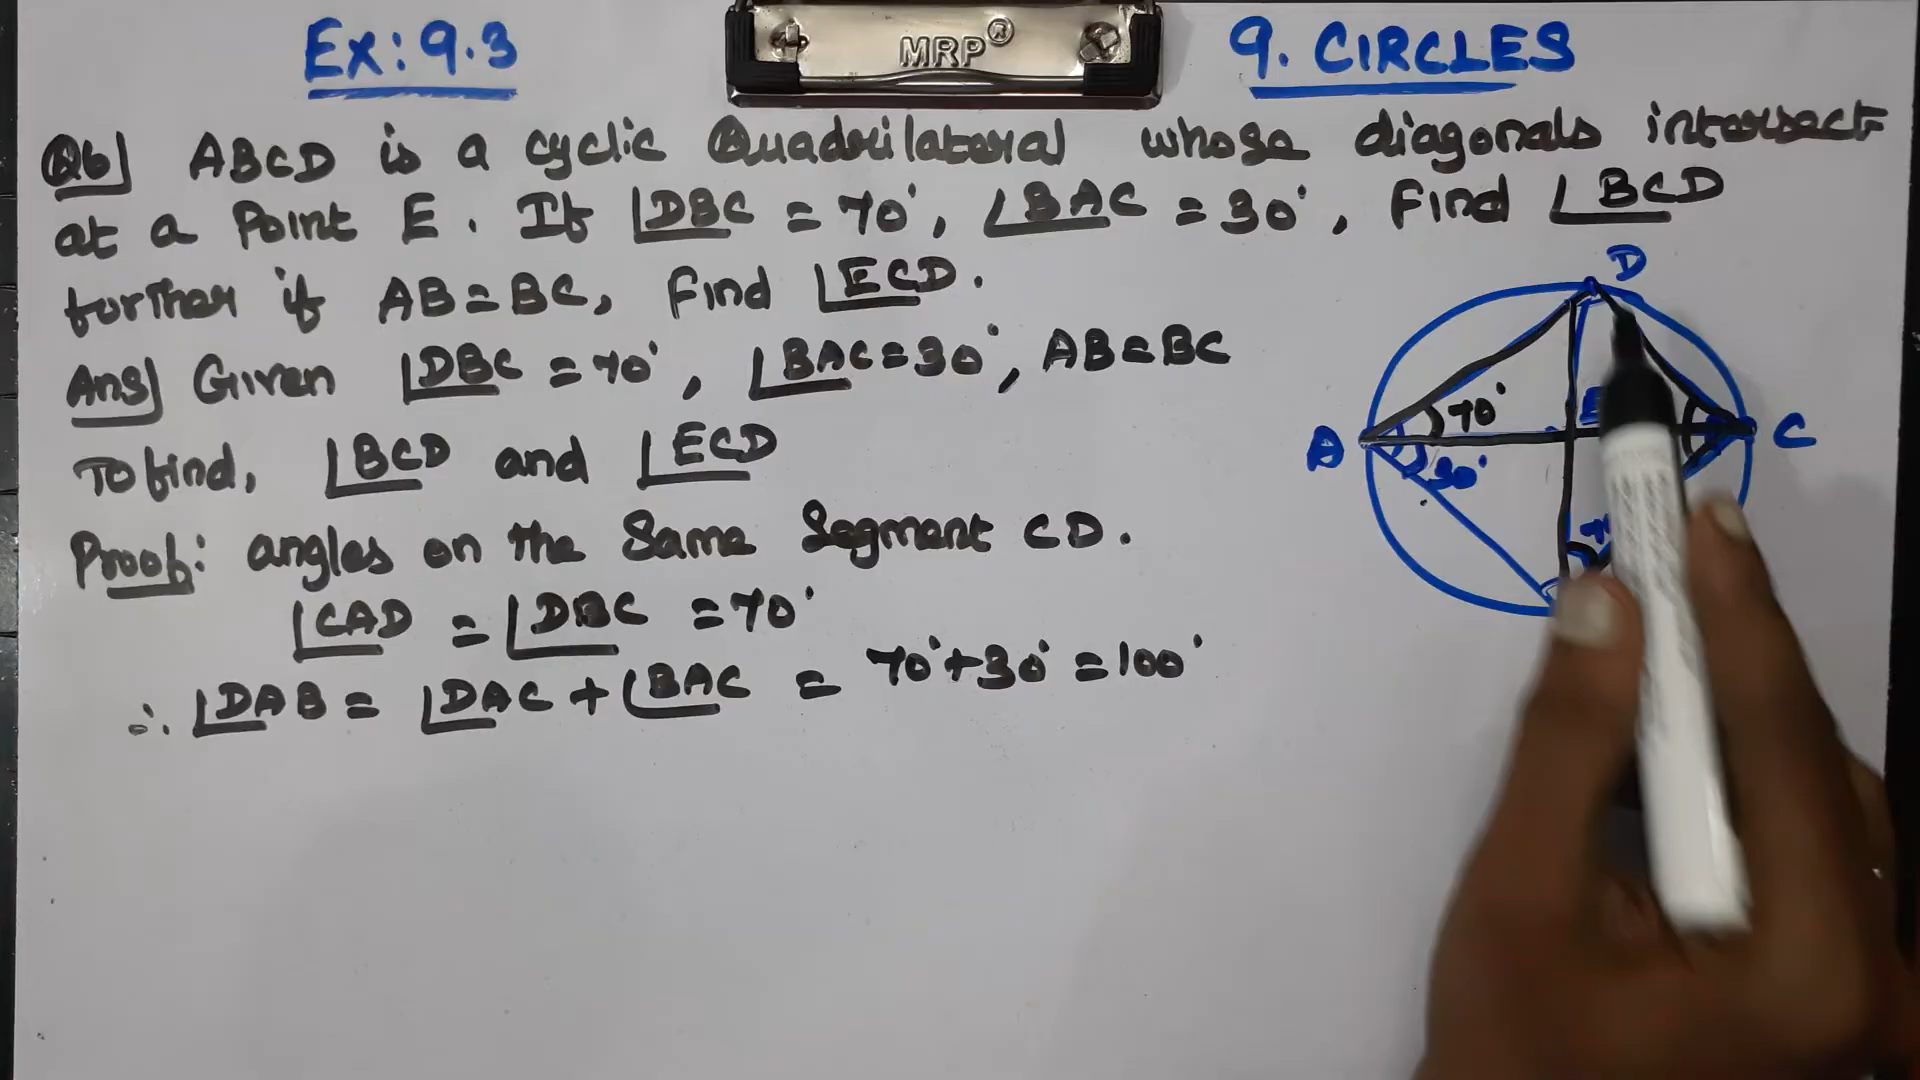 Ex: 9.3
MRP®
9. CIRCLES
Q6) ABCD is a cyclic Quadrilateral whose diagonals intersect
at a Point E. If ∠DBC = 70°, ∠BAC = 30°, Find ∠BCD
further if AB=BC, Find ∠ECD.
Ans) Given ∠DBC = 70°, ∠BAC=30°, AB=BC
To find, ∠BCD and ∠ECD
Proof: angles on the Same Segment CD.
∠CAD = ∠DBC = 70°
∴ ∠DAB = ∠DAC + ∠BAC = 70°+30° = 100°
D
70°
E
A
C
30°